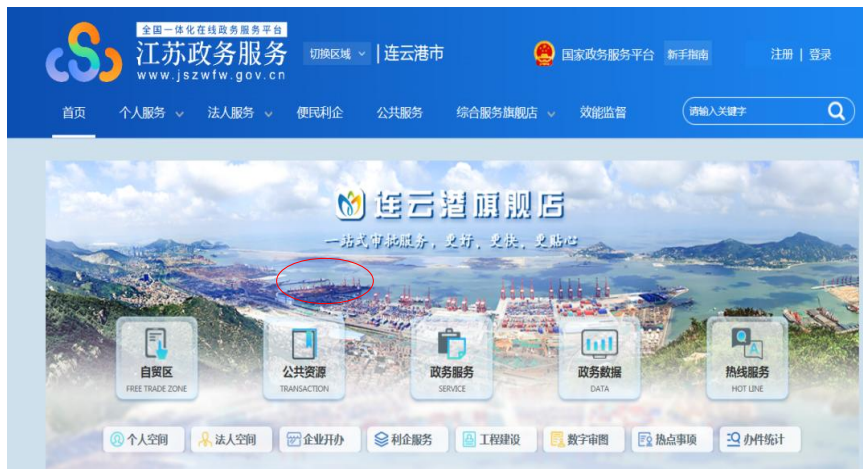 全国一体化在线政务服务平台
江苏政务服务
www.jszwfw.gov.cn
切换区域 | 连云港市
国家政务服务平台 新手指南 注册 | 登录
首页 个人服务 法人服务 便民利企 公共服务 综合服务旗舰店 效能监督 请输入关键字
连云港旗舰店
一站式审批服务,更好、更快、更贴心
自贸区 公共资源 政务服务 政务数据 热线服务
FREE TRADE ZONE TRANSACTION SERVICE DATA HOT LINE
个人空间 法人空间 企业开办 利企服务 工程建设 数字审图 热点事项 办件统计